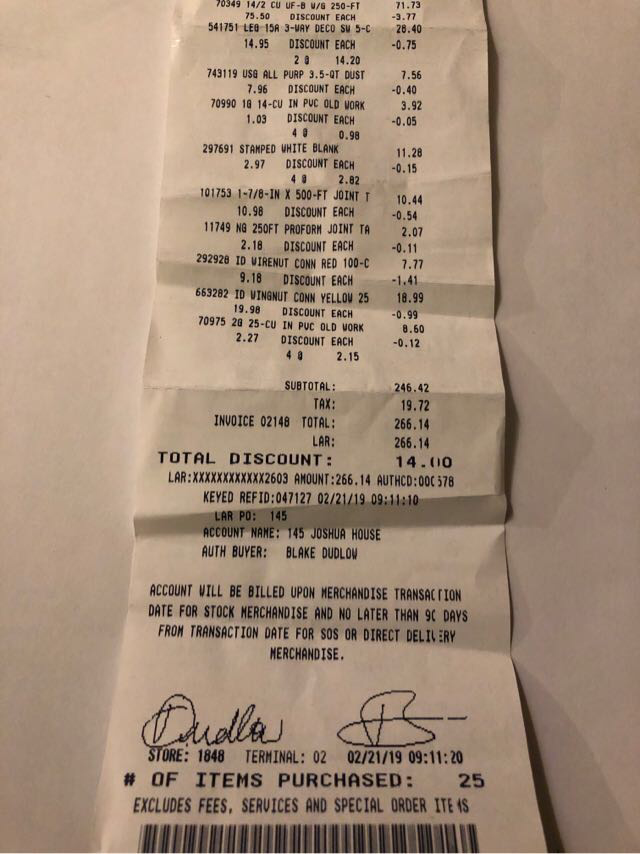 70349 14/2 CU UF-B W/G 250-FT 71.73
75.50 DISCOUNT EACH -3.77
541751 LEG 15A 3-WAY DECO SW 5-C 28.40
14.95 DISCOUNT EACH -0.75
2 @ 14.20
743119 USG ALL PURP 3.5-QT DUST 7.56
7.96 DISCOUNT EACH -0.40
70990 1G 14-CU IN PVC OLD WORK 3.92
1.03 DISCOUNT EACH -0.05
4 @ 0.98
297691 STAMPED WHITE BLANK 11.28
2.97 DISCOUNT EACH -0.15
4 @ 2.82
101753 1-7/8-IN X 500-FT JOINT T 10.44
10.98 DISCOUNT EACH -0.54
11749 NG 250FT PROFORM JOINT TA 2.07
2.18 DISCOUNT EACH -0.11
292928 ID WIRENUT CONN RED 100-C 7.77
9.18 DISCOUNT EACH -1.41
663282 ID WINGNUT CONN YELLOW 25 18.99
19.98 DISCOUNT EACH -0.99
70975 2G 25-CU IN PVC OLD WORK 8.60
2.27 DISCOUNT EACH -0.12
4 @ 2.15
SUBTOTAL: 246.42
TAX: 19.72
INVOICE 02148 TOTAL: 266.14
LAR: 266.14
TOTAL DISCOUNT: 14.00
LAR:XXXXXXXXXXXX2603 AMOUNT:266.14 AUTHCD:000578
KEYED REFID:047127 02/21/19 09:11:10
LAR PO: 145
ACCOUNT NAME: 145 JOSHUA HOUSE
AUTH BUYER: BLAKE DUDLOW
ACCOUNT WILL BE BILLED UPON MERCHANDISE TRANSACTION
DATE FOR STOCK MERCHANDISE AND NO LATER THAN 90 DAYS
FROM TRANSACTION DATE FOR SOS OR DIRECT DELIVERY
MERCHANDISE.
STORE: 1848 TERMINAL: 02 02/21/19 09:11:20
# OF ITEMS PURCHASED: 25
EXCLUDES FEES, SERVICES AND SPECIAL ORDER ITEMS